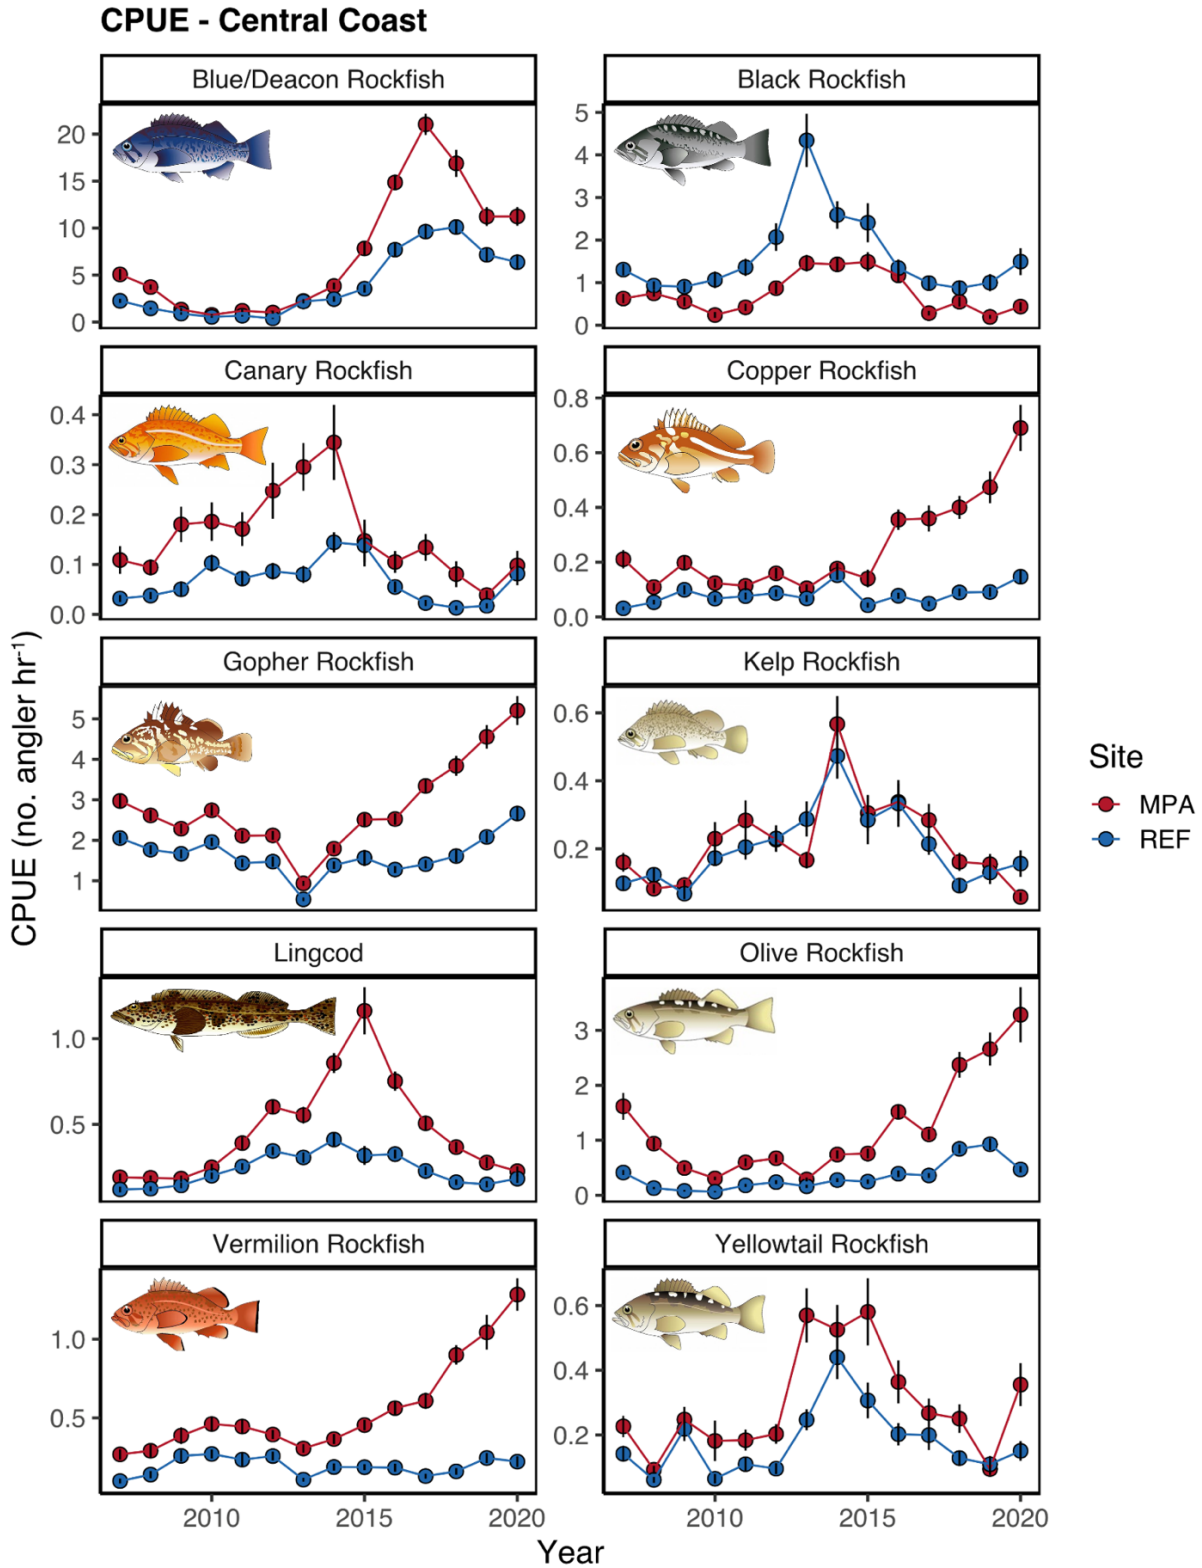 CPUE - Central Coast
Blue/Deacon Rockfish
20
15
10
5
0
Black Rockfish
5
4
3
2
1
0
Canary Rockfish
0.4
0.3
0.2
0.1
0.0
Copper Rockfish
0.8
0.6
0.4
0.2
0.0
Gopher Rockfish
5
4
3
2
1
Kelp Rockfish
0.6
0.4
0.2
Lingcod
1.0
0.5
Olive Rockfish
3
2
1
0
Vermilion Rockfish
1.0
0.5
2010 2015 2020
Yellowtail Rockfish
0.6
0.4
0.2
2010 2015 2020
CPUE (no. angler hr⁻¹)
Year
Site
MPA
REF